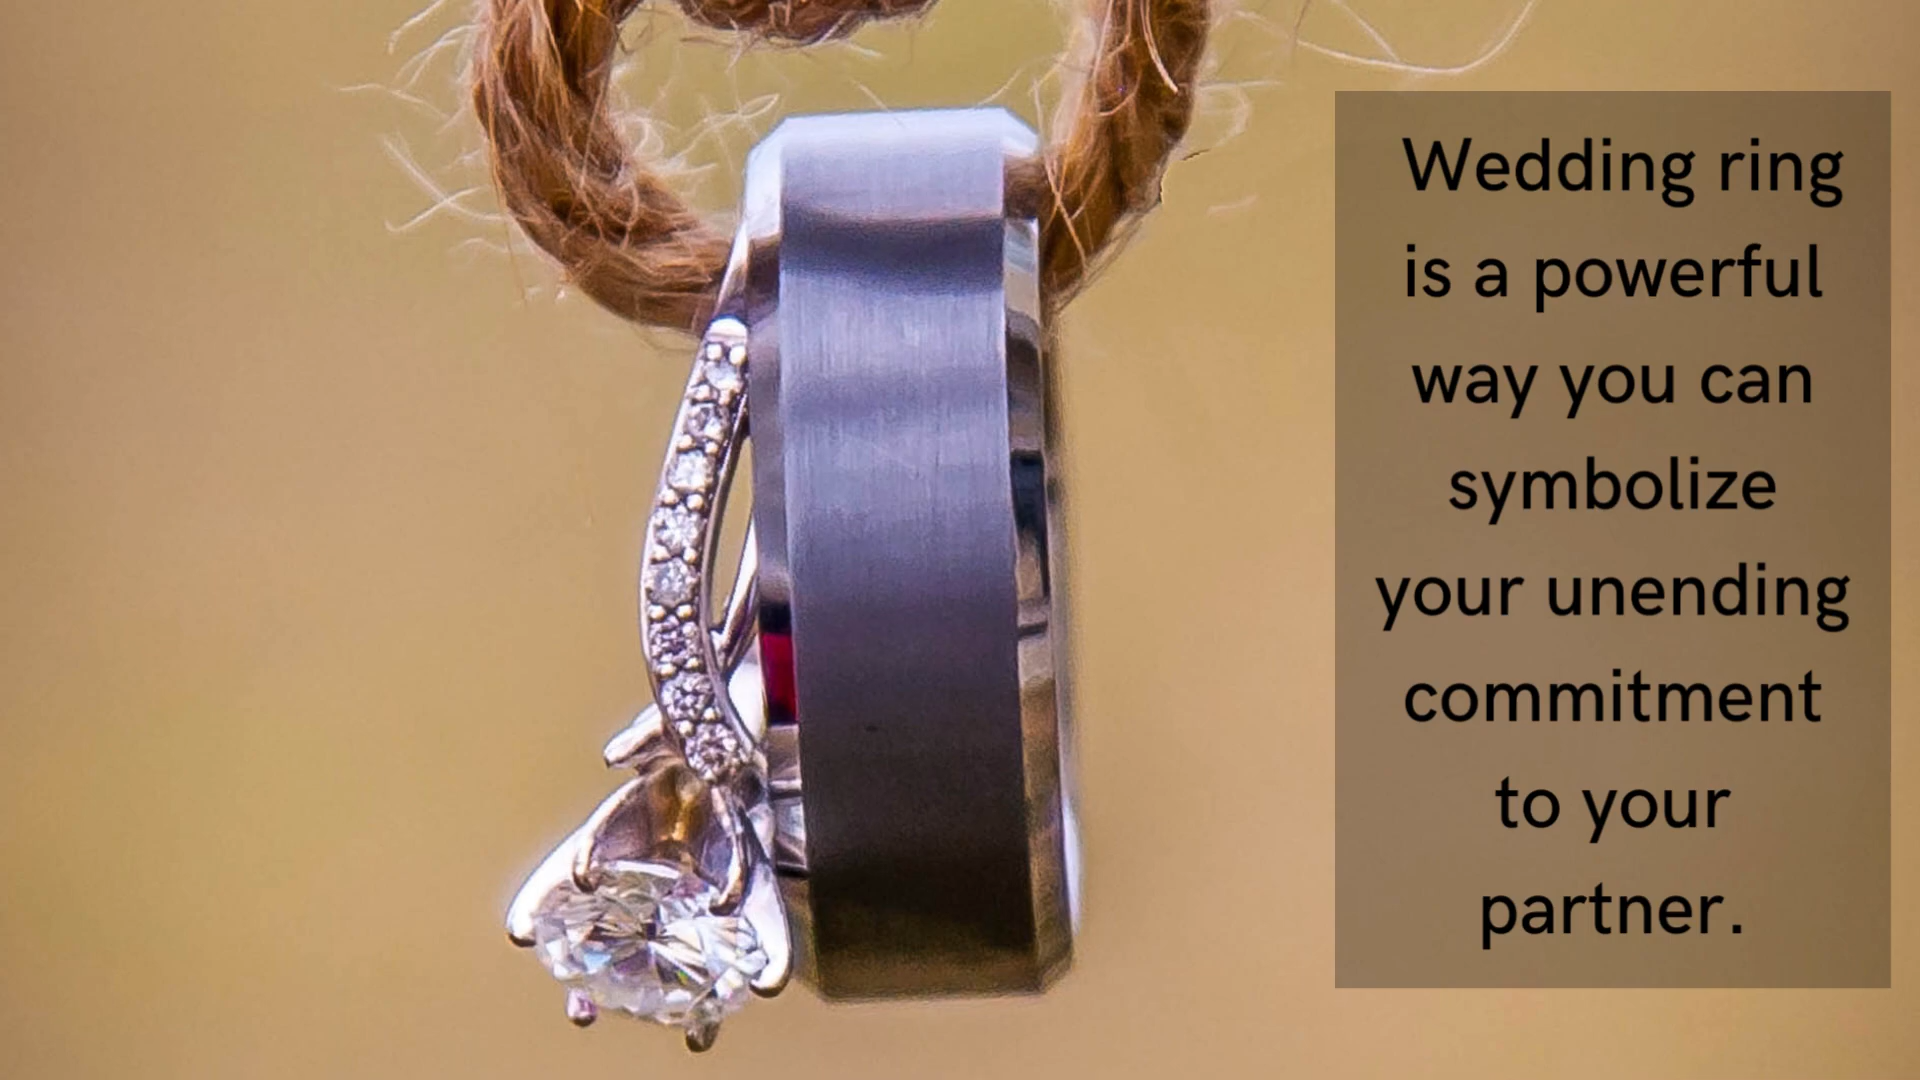 Wedding ring
is a powerful
way you can
symbolize
your unending
commitment
to your
partner.